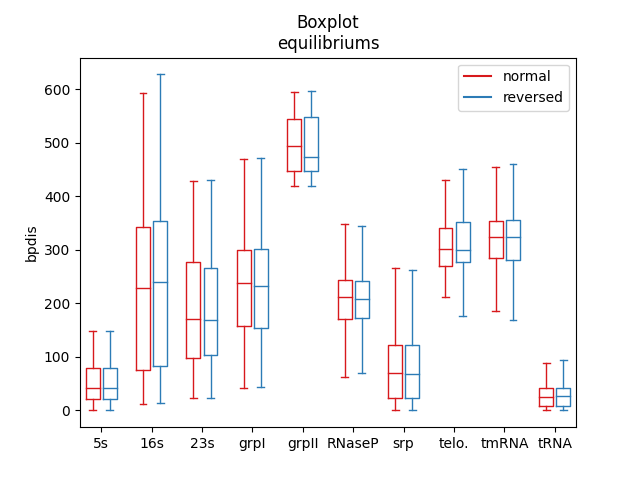 Boxplot
equilibriums
normal
reversed
bpdis
600
500
400
300
200
100
0
5s 16s 23s grpI grpII RNaseP srp telo. tmRNA tRNA